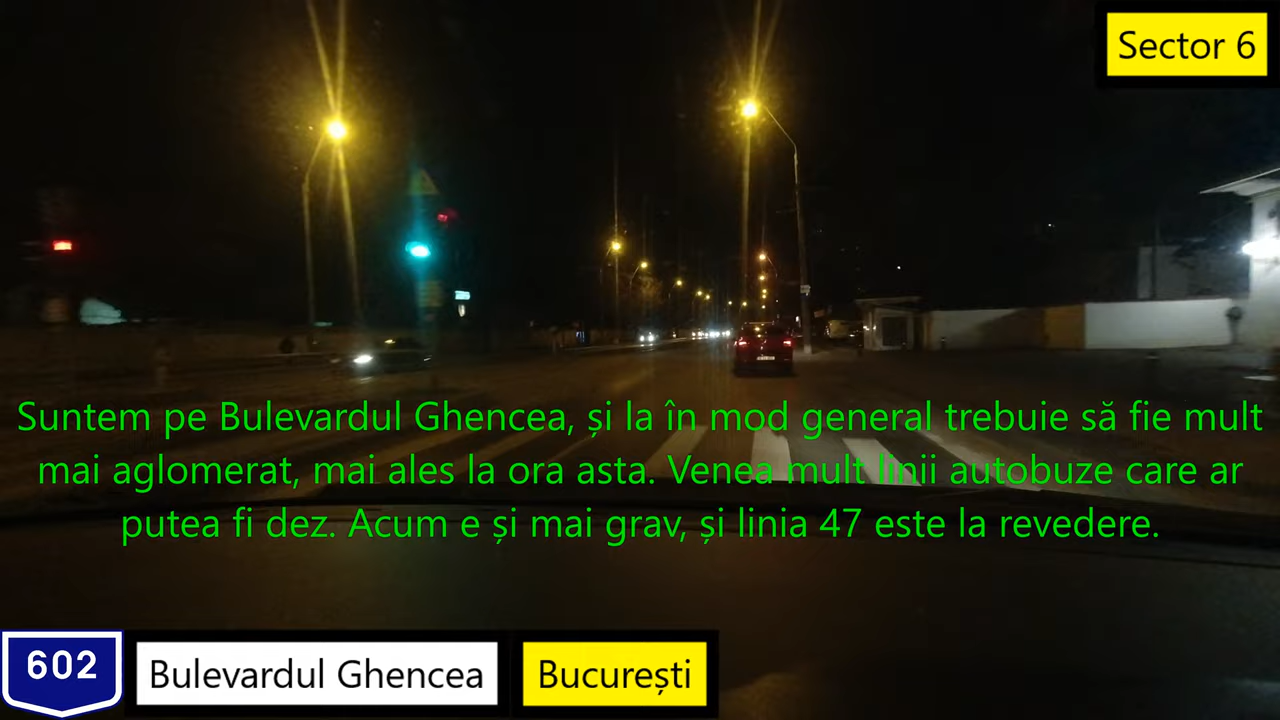 Sector 6
Suntem pe Bulevardul Ghencea, și la în mod general trebuie să fie mult
mai aglomerat, mai ales la ora asta. Venea mult linii autobuze care ar
putea fi dez. Acum e și mai grav, și linia 47 este la revedere.
602
Bulevardul Ghencea
București